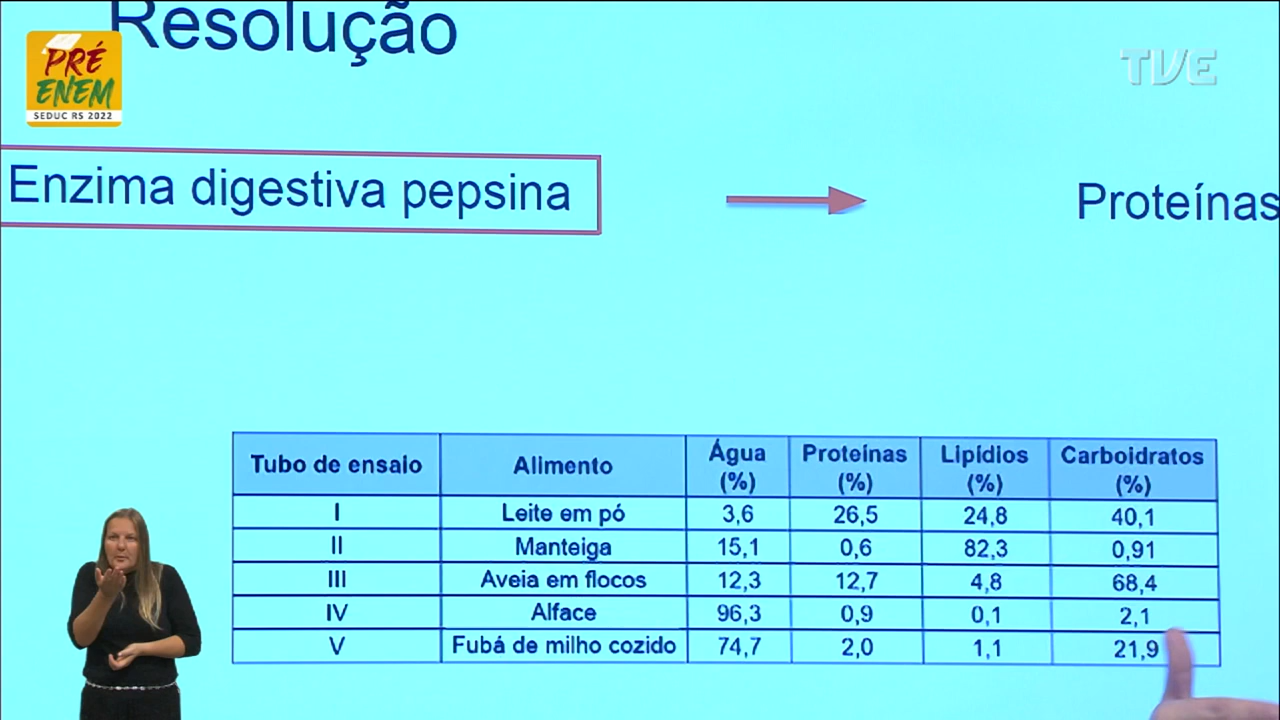 Resolução
PRÉ
ENEM
SEDUC RS 2022
TVE
Enzima digestiva pepsina
Proteínas
Tubo de ensaio Alimento Água (%) Proteínas (%) Lipídios (%) Carboidratos (%)
I Leite em pó 3,6 26,5 24,8 40,1
II Manteiga 15,1 0,6 82,3 0,91
III Aveia em flocos 12,3 12,7 4,8 68,4
IV Alface 96,3 0,9 0,1 2,1
V Fubá de milho cozido 74,7 2,0 1,1 21,9